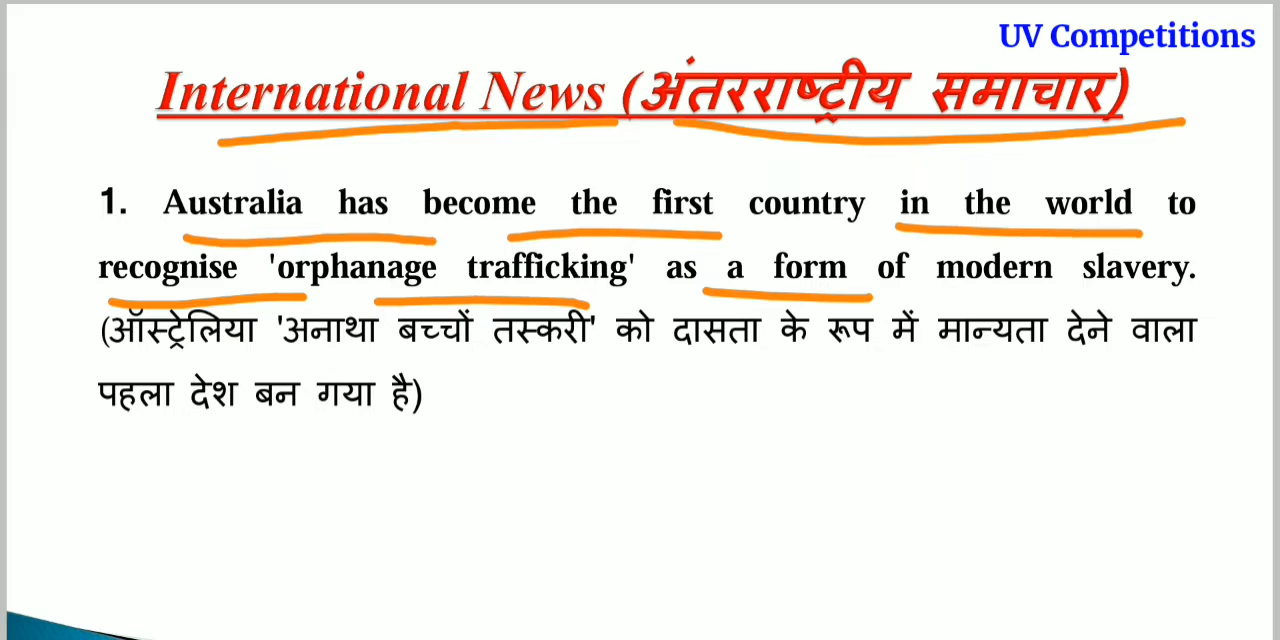 UV Competitions
International News (अंतरराष्ट्रीय समाचार)
1. Australia has become the first country in the world to
recognise 'orphanage trafficking' as a form of modern slavery.
(ऑस्ट्रेलिया 'अनाथा बच्चों तस्करी' को दासता के रूप में मान्यता देने वाला
पहला देश बन गया है)